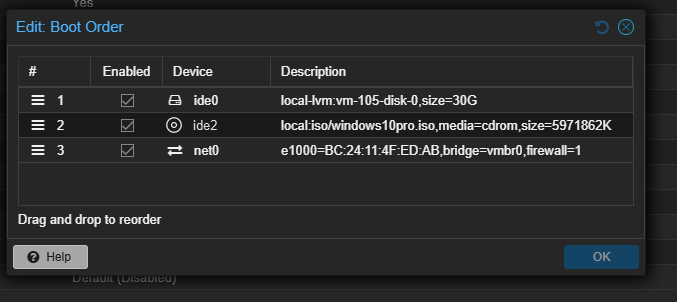 Yes
Edit: Boot Order
# Enabled Device Description
1 ide0 local-lvm:vm-105-disk-0,size=30G
2 ide2 local:iso/windows10pro.iso,media=cdrom,size=5971862K
3 net0 e1000=BC:24:11:4F:ED:AB,bridge=vmbr0,firewall=1
Drag and drop to reorder
? Help OK
Default (Disabled)